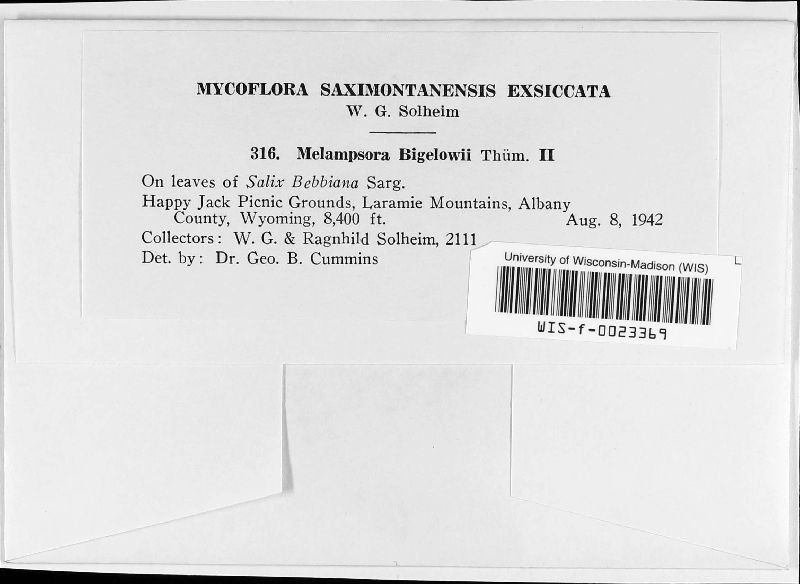 MYCOFLORA SAXIMONTANENSIS EXSICCATA
W. G. Solheim
316. Melampsora Bigelowii Thüm. II
On leaves of Salix Bebbiana Sarg.
Happy Jack Picnic Grounds, Laramie Mountains, Albany
County, Wyoming, 8,400 ft. Aug. 8, 1942
Collectors: W. G. & Ragnhild Solheim, 2111
Det. by: Dr. Geo. B. Cummins
University of Wisconsin-Madison (WIS)
WIS-f-0023369